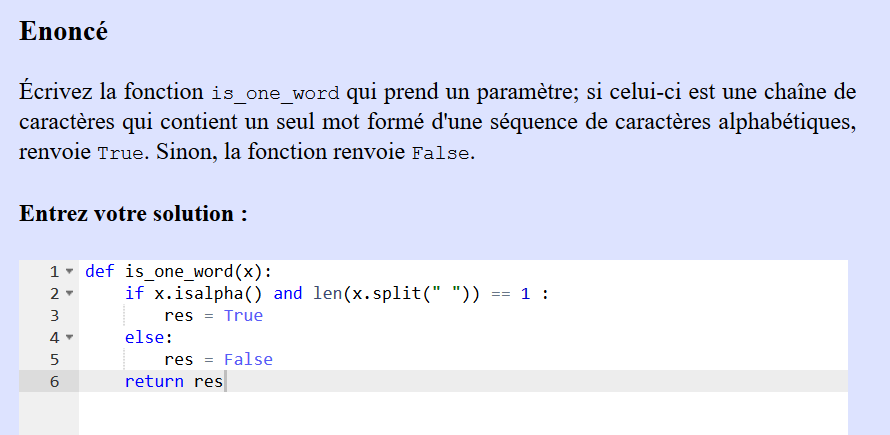 Enoncé
Écrivez la fonction is_one_word qui prend un paramètre; si celui-ci est une chaîne de
caractères qui contient un seul mot formé d'une séquence de caractères alphabétiques,
renvoie True. Sinon, la fonction renvoie False.
Entrez votre solution :
1 def is_one_word(x):
2     if x.isalpha() and len(x.split(" ")) == 1 :
3         res = True
4     else:
5         res = False
6     return res